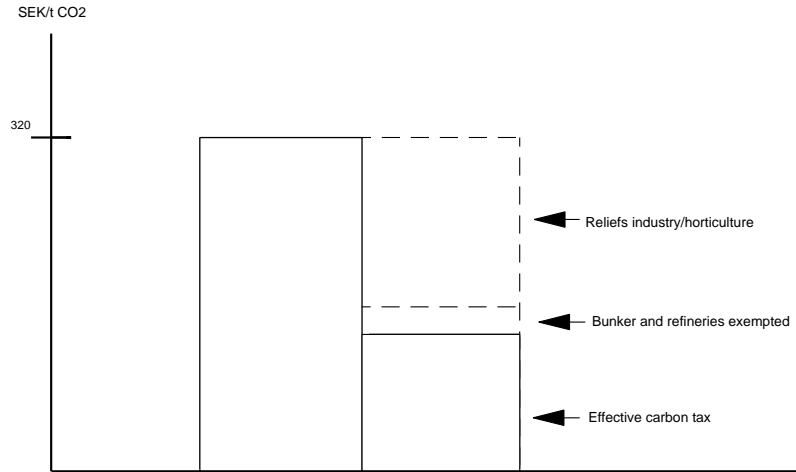 SEK/t CO2
320
Reliefs industry/horticulture
Bunker and refineries exempted
Effective carbon tax